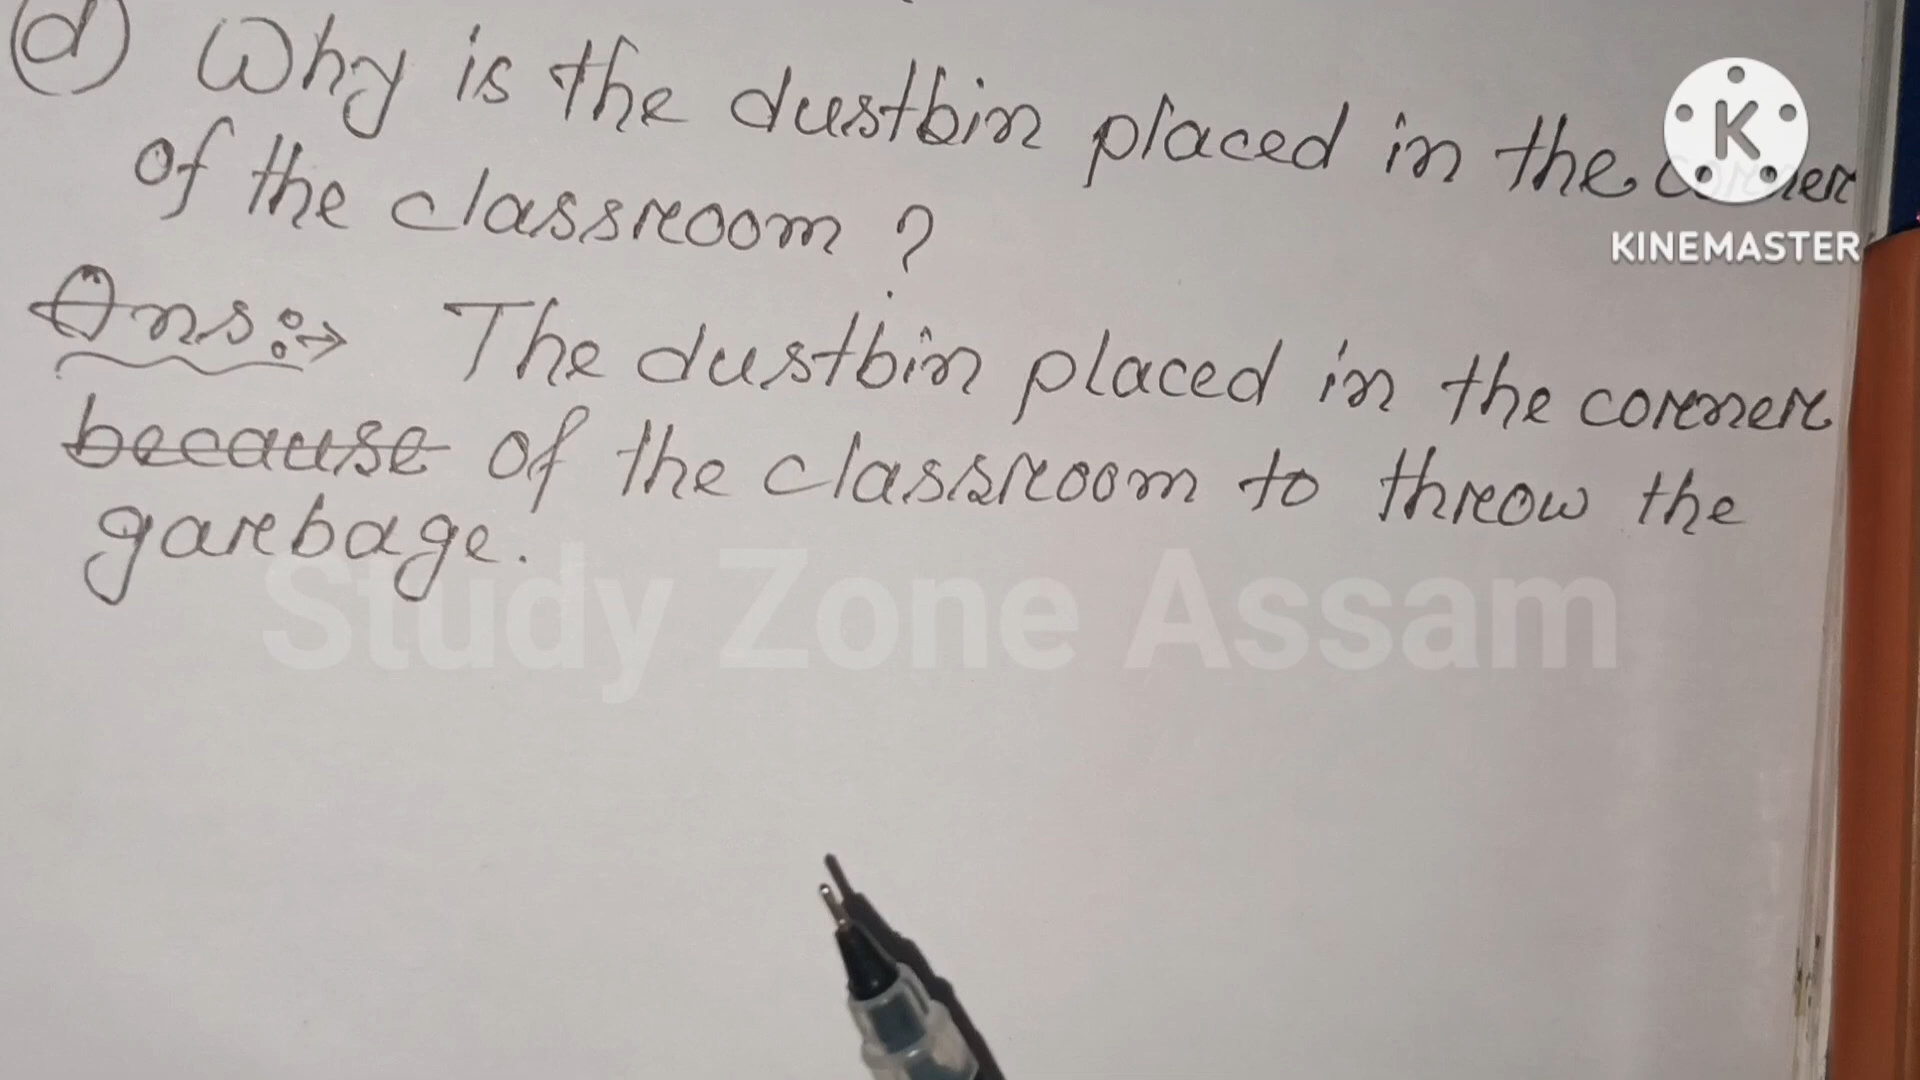 (d) Why is the dustbin placed in the corner
of the classroom ?
Ans:→ The dustbin placed in the corner
because of the classroom to throw the
garbage.
K
KINEMASTER
Study Zone Assam